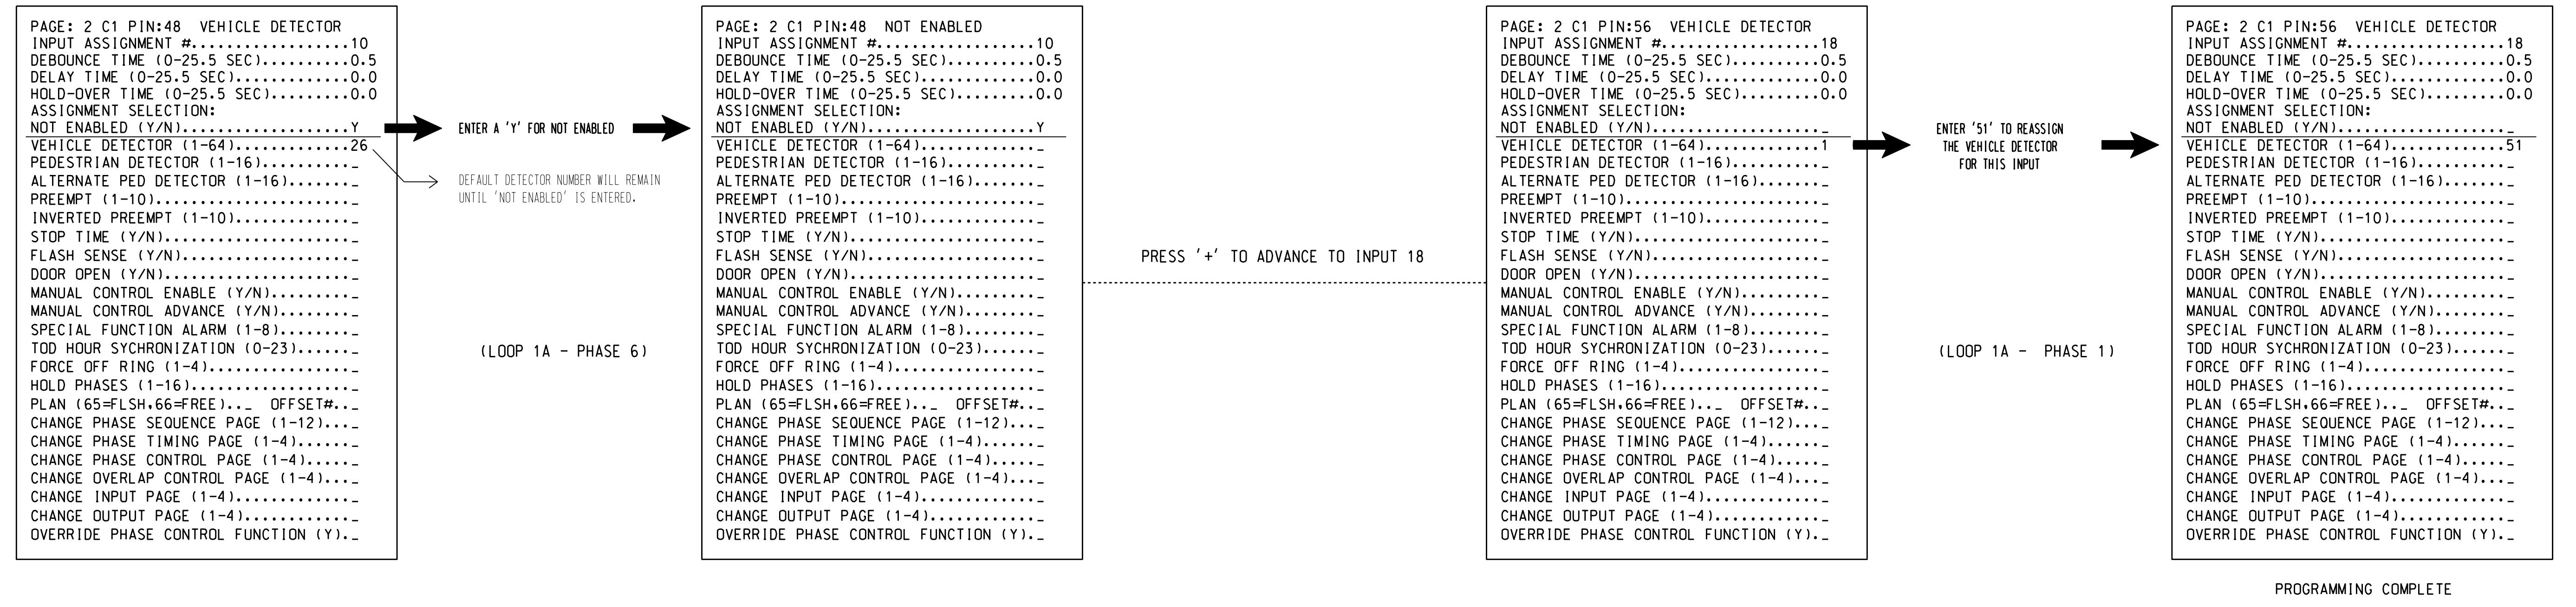 PAGE: 2 C1 PIN:48  VEHICLE DETECTOR
INPUT ASSIGNMENT #...................10
DEBOUNCE TIME (0-25.5 SEC)..........0.5
DELAY TIME (0-25.5 SEC).............0.0
HOLD-OVER TIME (0-25.5 SEC).........0.0
ASSIGNMENT SELECTION:
NOT ENABLED (Y/N)....................Y
VEHICLE DETECTOR (1-64)..............26
PEDESTRIAN DETECTOR (1-16).........._
ALTERNATE PED DETECTOR (1-16)......._
PREEMPT (1-10)......................_
INVERTED PREEMPT (1-10)............._
STOP TIME (Y/N)....................._
FLASH SENSE (Y/N)..................._
DOOR OPEN (Y/N)....................._
MANUAL CONTROL ENABLE (Y/N)........._
MANUAL CONTROL ADVANCE (Y/N)........_
SPECIAL FUNCTION ALARM (1-8)........_
TOD HOUR SYCHRONIZATION (0-23)......_
FORCE OFF RING (1-4)................_
HOLD PHASES (1-16).................._
PLAN (65=FLSH,66=FREE).._  OFFSET#.._
CHANGE PHASE SEQUENCE PAGE (1-12)..._
CHANGE PHASE TIMING PAGE (1-4)......_
CHANGE PHASE CONTROL PAGE (1-4)....._
CHANGE OVERLAP CONTROL PAGE (1-4)..._
CHANGE INPUT PAGE (1-4)............._
CHANGE OUTPUT PAGE (1-4)............_
OVERRIDE PHASE CONTROL FUNCTION (Y)._
ENTER A 'Y' FOR NOT ENABLED
DEFAULT DETECTOR NUMBER WILL REMAIN
UNTIL 'NOT ENABLED' IS ENTERED.
(LOOP 1A - PHASE 6)
PAGE: 2 C1 PIN:48  NOT ENABLED
INPUT ASSIGNMENT #...................10
DEBOUNCE TIME (0-25.5 SEC)..........0.5
DELAY TIME (0-25.5 SEC).............0.0
HOLD-OVER TIME (0-25.5 SEC).........0.0
ASSIGNMENT SELECTION:
NOT ENABLED (Y/N)....................Y
VEHICLE DETECTOR (1-64)............._
PEDESTRIAN DETECTOR (1-16).........._
ALTERNATE PED DETECTOR (1-16)......._
PREEMPT (1-10)......................_
INVERTED PREEMPT (1-10)............._
STOP TIME (Y/N)....................._
FLASH SENSE (Y/N)..................._
DOOR OPEN (Y/N)....................._
MANUAL CONTROL ENABLE (Y/N)........._
MANUAL CONTROL ADVANCE (Y/N)........_
SPECIAL FUNCTION ALARM (1-8)........_
TOD HOUR SYCHRONIZATION (0-23)......_
FORCE OFF RING (1-4)................_
HOLD PHASES (1-16).................._
PLAN (65=FLSH,66=FREE).._  OFFSET#.._
CHANGE PHASE SEQUENCE PAGE (1-12)..._
CHANGE PHASE TIMING PAGE (1-4)......_
CHANGE PHASE CONTROL PAGE (1-4)....._
CHANGE OVERLAP CONTROL PAGE (1-4)..._
CHANGE INPUT PAGE (1-4)............._
CHANGE OUTPUT PAGE (1-4)............_
OVERRIDE PHASE CONTROL FUNCTION (Y)._
PRESS '+' TO ADVANCE TO INPUT 18
PAGE: 2 C1 PIN:56  VEHICLE DETECTOR
INPUT ASSIGNMENT #...................18
DEBOUNCE TIME (0-25.5 SEC)..........0.5
DELAY TIME (0-25.5 SEC).............0.0
HOLD-OVER TIME (0-25.5 SEC).........0.0
ASSIGNMENT SELECTION:
NOT ENABLED (Y/N)..................._
VEHICLE DETECTOR (1-64).............1
PEDESTRIAN DETECTOR (1-16).........._
ALTERNATE PED DETECTOR (1-16)......._
PREEMPT (1-10)......................_
INVERTED PREEMPT (1-10)............._
STOP TIME (Y/N)....................._
FLASH SENSE (Y/N)..................._
DOOR OPEN (Y/N)....................._
MANUAL CONTROL ENABLE (Y/N)........._
MANUAL CONTROL ADVANCE (Y/N)........_
SPECIAL FUNCTION ALARM (1-8)........_
TOD HOUR SYCHRONIZATION (0-23)......_
FORCE OFF RING (1-4)................_
HOLD PHASES (1-16).................._
PLAN (65=FLSH,66=FREE).._  OFFSET#.._
CHANGE PHASE SEQUENCE PAGE (1-12)..._
CHANGE PHASE TIMING PAGE (1-4)......_
CHANGE PHASE CONTROL PAGE (1-4)....._
CHANGE OVERLAP CONTROL PAGE (1-4)..._
CHANGE INPUT PAGE (1-4)............._
CHANGE OUTPUT PAGE (1-4)............_
OVERRIDE PHASE CONTROL FUNCTION (Y)._
ENTER '51' TO REASSIGN
THE VEHICLE DETECTOR
FOR THIS INPUT
(LOOP 1A -  PHASE 1)
PAGE: 2 C1 PIN:56  VEHICLE DETECTOR
INPUT ASSIGNMENT #...................18
DEBOUNCE TIME (0-25.5 SEC)..........0.5
DELAY TIME (0-25.5 SEC).............0.0
HOLD-OVER TIME (0-25.5 SEC).........0.0
ASSIGNMENT SELECTION:
NOT ENABLED (Y/N)..................._
VEHICLE DETECTOR (1-64).............51
PEDESTRIAN DETECTOR (1-16).........._
ALTERNATE PED DETECTOR (1-16)......._
PREEMPT (1-10)......................_
INVERTED PREEMPT (1-10)............._
STOP TIME (Y/N)....................._
FLASH SENSE (Y/N)..................._
DOOR OPEN (Y/N)....................._
MANUAL CONTROL ENABLE (Y/N)........._
MANUAL CONTROL ADVANCE (Y/N)........_
SPECIAL FUNCTION ALARM (1-8)........_
TOD HOUR SYCHRONIZATION (0-23)......_
FORCE OFF RING (1-4)................_
HOLD PHASES (1-16).................._
PLAN (65=FLSH,66=FREE).._  OFFSET#.._
CHANGE PHASE SEQUENCE PAGE (1-12)..._
CHANGE PHASE TIMING PAGE (1-4)......_
CHANGE PHASE CONTROL PAGE (1-4)....._
CHANGE OVERLAP CONTROL PAGE (1-4)..._
CHANGE INPUT PAGE (1-4)............._
CHANGE OUTPUT PAGE (1-4)............_
OVERRIDE PHASE CONTROL FUNCTION (Y)._
PROGRAMMING COMPLETE